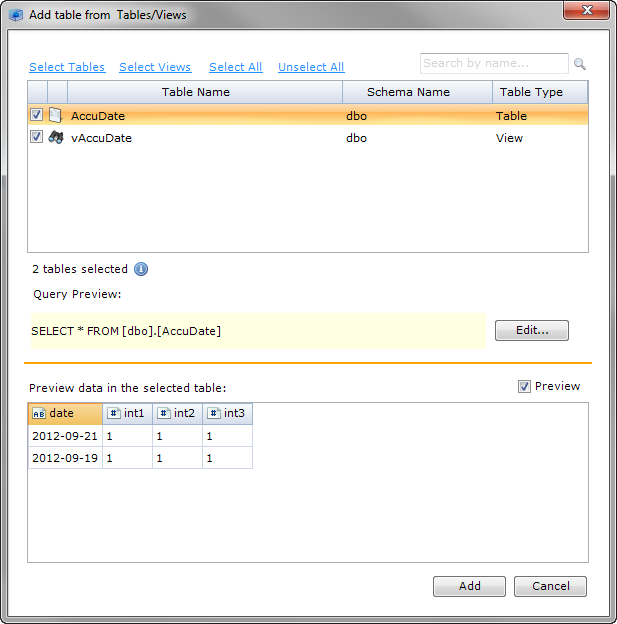 Add table from Tables/Views
Select Tables Select Views Select All Unselect All Search by name...
Table Name Schema Name Table Type
AccuDate dbo Table
vAccuDate dbo View
2 tables selected
Query Preview:
SELECT * FROM [dbo].[AccuDate] Edit...
Preview data in the selected table: Preview
AB date # int1 # int2 # int3
2012-09-21 1 1 1
2012-09-19 1 1 1
Add Cancel